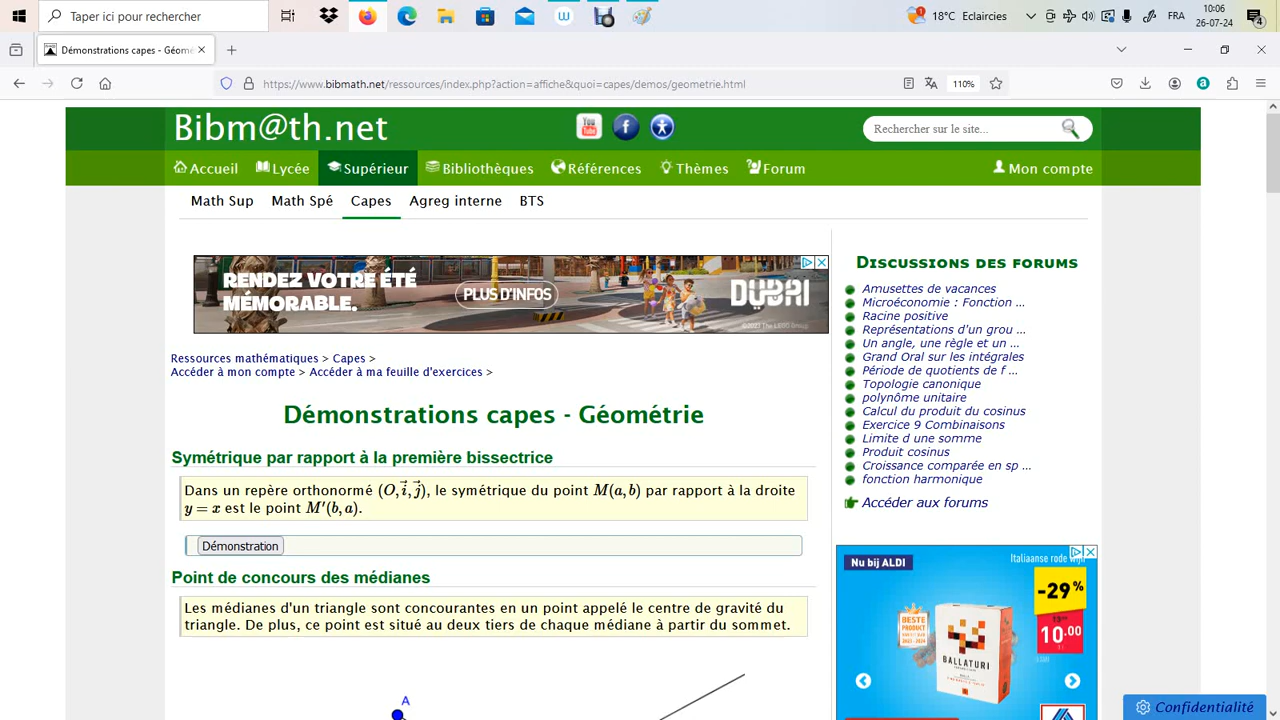 Taper ici pour rechercher
18°C Eclaircies
FRA
10:06
26-07-24
4
Démonstrations capes - Géomé
https://www.bibmath.net/ressources/index.php?action=affiche&quoi=capes/demos/geometrie.html
110%
Bibm@th.net
You Tube
Rechercher sur le site...
Accueil Lycée Supérieur Bibliothèques Références Thèmes Forum Mon compte
Math Sup Math Spé Capes Agreg interne BTS
RENDEZ VOTRE ÉTÉ
MÉMORABLE.
PLUS D'INFOS
DUBAI
Ressources mathématiques > Capes >
Accéder à mon compte > Accéder à ma feuille d'exercices >
Démonstrations capes - Géométrie
Symétrique par rapport à la première bissectrice
Dans un repère orthonormé (O, i⃗, j⃗), le symétrique du point M(a, b) par rapport à la droite
y = x est le point M′(b, a).
Démonstration
Point de concours des médianes
Les médianes d'un triangle sont concourantes en un point appelé le centre de gravité du
triangle. De plus, ce point est situé au deux tiers de chaque médiane à partir du sommet.
A
Discussions des forums
Amusettes de vacances
Microéconomie : Fonction ...
Racine positive
Représentations d'un grou ...
Un angle, une règle et un ...
Grand Oral sur les intégrales
Période de quotients de f ...
Topologie canonique
polynôme unitaire
Calcul du produit du cosinus
Exercice 9 Combinaisons
Limite d une somme
Produit cosinus
Croissance comparée en sp ...
fonction harmonique
Accéder aux forums
Nu bij ALDI
Italiaanse rode
-29%
10.00
BESTE
PRODUIT
BALLATURI
Confidentialité